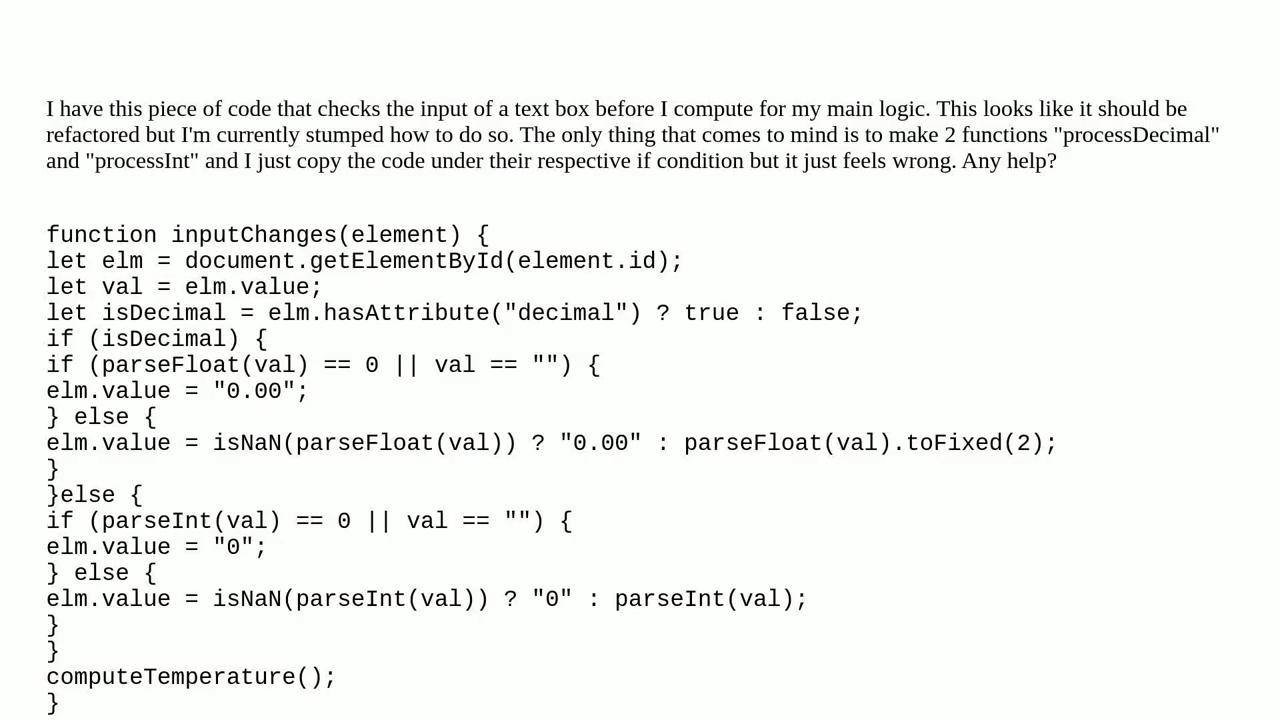 I have this piece of code that checks the input of a text box before I compute for my main logic. This looks like it should be
refactored but I'm currently stumped how to do so. The only thing that comes to mind is to make 2 functions "processDecimal"
and "processInt" and I just copy the code under their respective if condition but it just feels wrong. Any help?
function inputChanges(element) {
let elm = document.getElementById(element.id);
let val = elm.value;
let isDecimal = elm.hasAttribute("decimal") ? true : false;
if (isDecimal) {
if (parseFloat(val) == 0 || val == "") {
elm.value = "0.00";
} else {
elm.value = isNaN(parseFloat(val)) ? "0.00" : parseFloat(val).toFixed(2);
}
}else {
if (parseInt(val) == 0 || val == "") {
elm.value = "0";
} else {
elm.value = isNaN(parseInt(val)) ? "0" : parseInt(val);
}
}
computeTemperature();
}